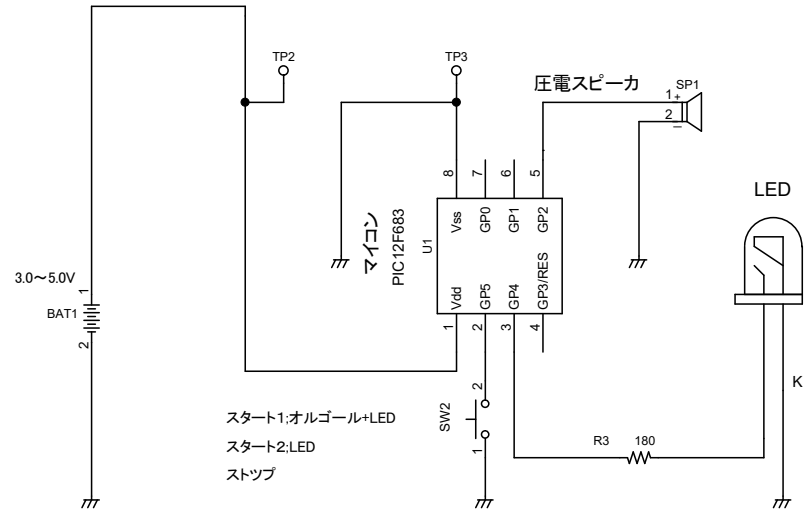 TP2
TP3
圧電スピーカ
SP1
1
+
2
−
8
7
6
5
LED
マイコン
PIC12F683
U1
Vss
GP0
GP1
GP2
Vdd
GP5
GP4
GP3/RES
3.0～5.0V
1
BAT1
2
1
2
3
4
K
2
SW2
1
スタート1;オルゴール+LED
スタート2;LED
ストツプ
R3
180